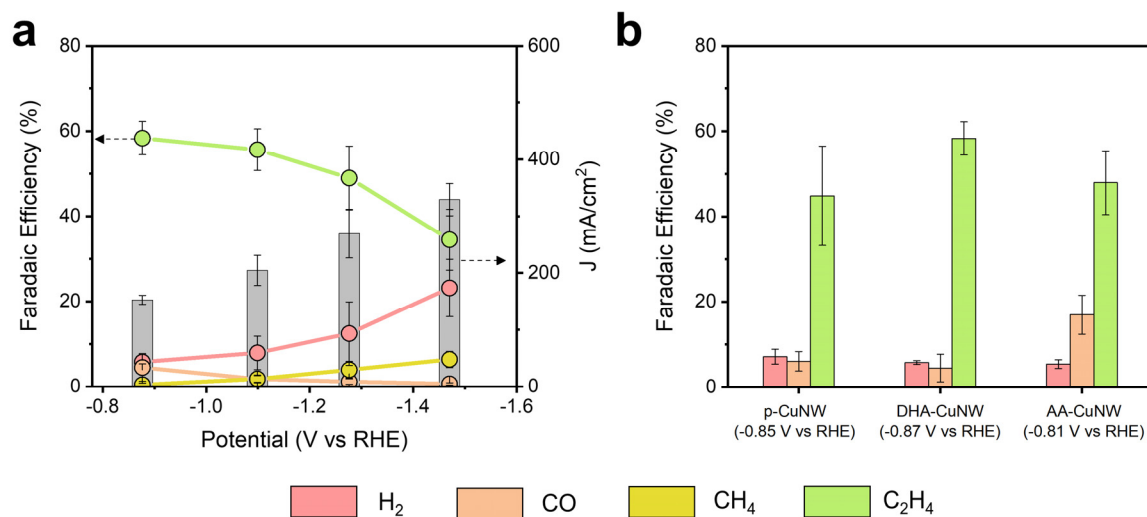 a
80
60
40
20
0
Faradaic Efficiency (%)
600
400
200
0
J (mA/cm²)
-0.8
-1.0
-1.2
-1.4
-1.6
Potential (V vs RHE)
b
80
60
40
20
0
Faradaic Efficiency (%)
p-CuNW
(-0.85 V vs RHE)
DHA-CuNW
(-0.87 V vs RHE)
AA-CuNW
(-0.81 V vs RHE)
H₂
CO
CH₄
C₂H₄